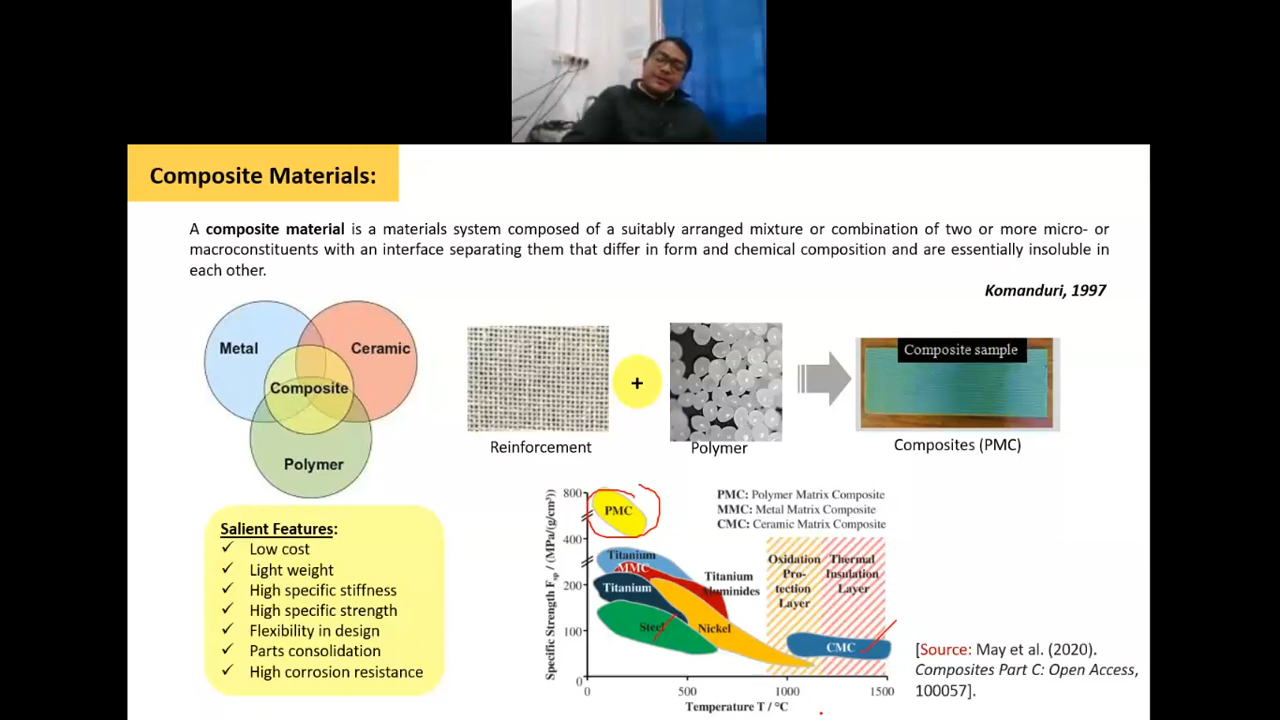 Composite Materials:
A composite material is a materials system composed of a suitably arranged mixture or combination of two or more micro- or
macroconstituents with an interface separating them that differ in form and chemical composition and are essentially insoluble in
each other.
Komanduri, 1997
Metal
Ceramic
Composite
Polymer
+
Composite sample
Reinforcement
Polymer
Composites (PMC)
Salient Features:
✓ Low cost
✓ Light weight
✓ High specific stiffness
✓ High specific strength
✓ Flexibility in design
✓ Parts consolidation
✓ High corrosion resistance
Specific Strength Fsp / (MPa/(g/cm³))
800
400
200
100
0
PMC
Titanium
MMC
Titanium
Steel
Nickel
Titanium
Aluminides
CMC
PMC: Polymer Matrix Composite
MMC: Metal Matrix Composite
CMC: Ceramic Matrix Composite
Oxidation
Pro-
tection
Layer
Thermal
Insulation
Layer
0
500
1000
1500
Temperature T / °C
[Source: May et al. (2020).
Composites Part C: Open Access,
100057].